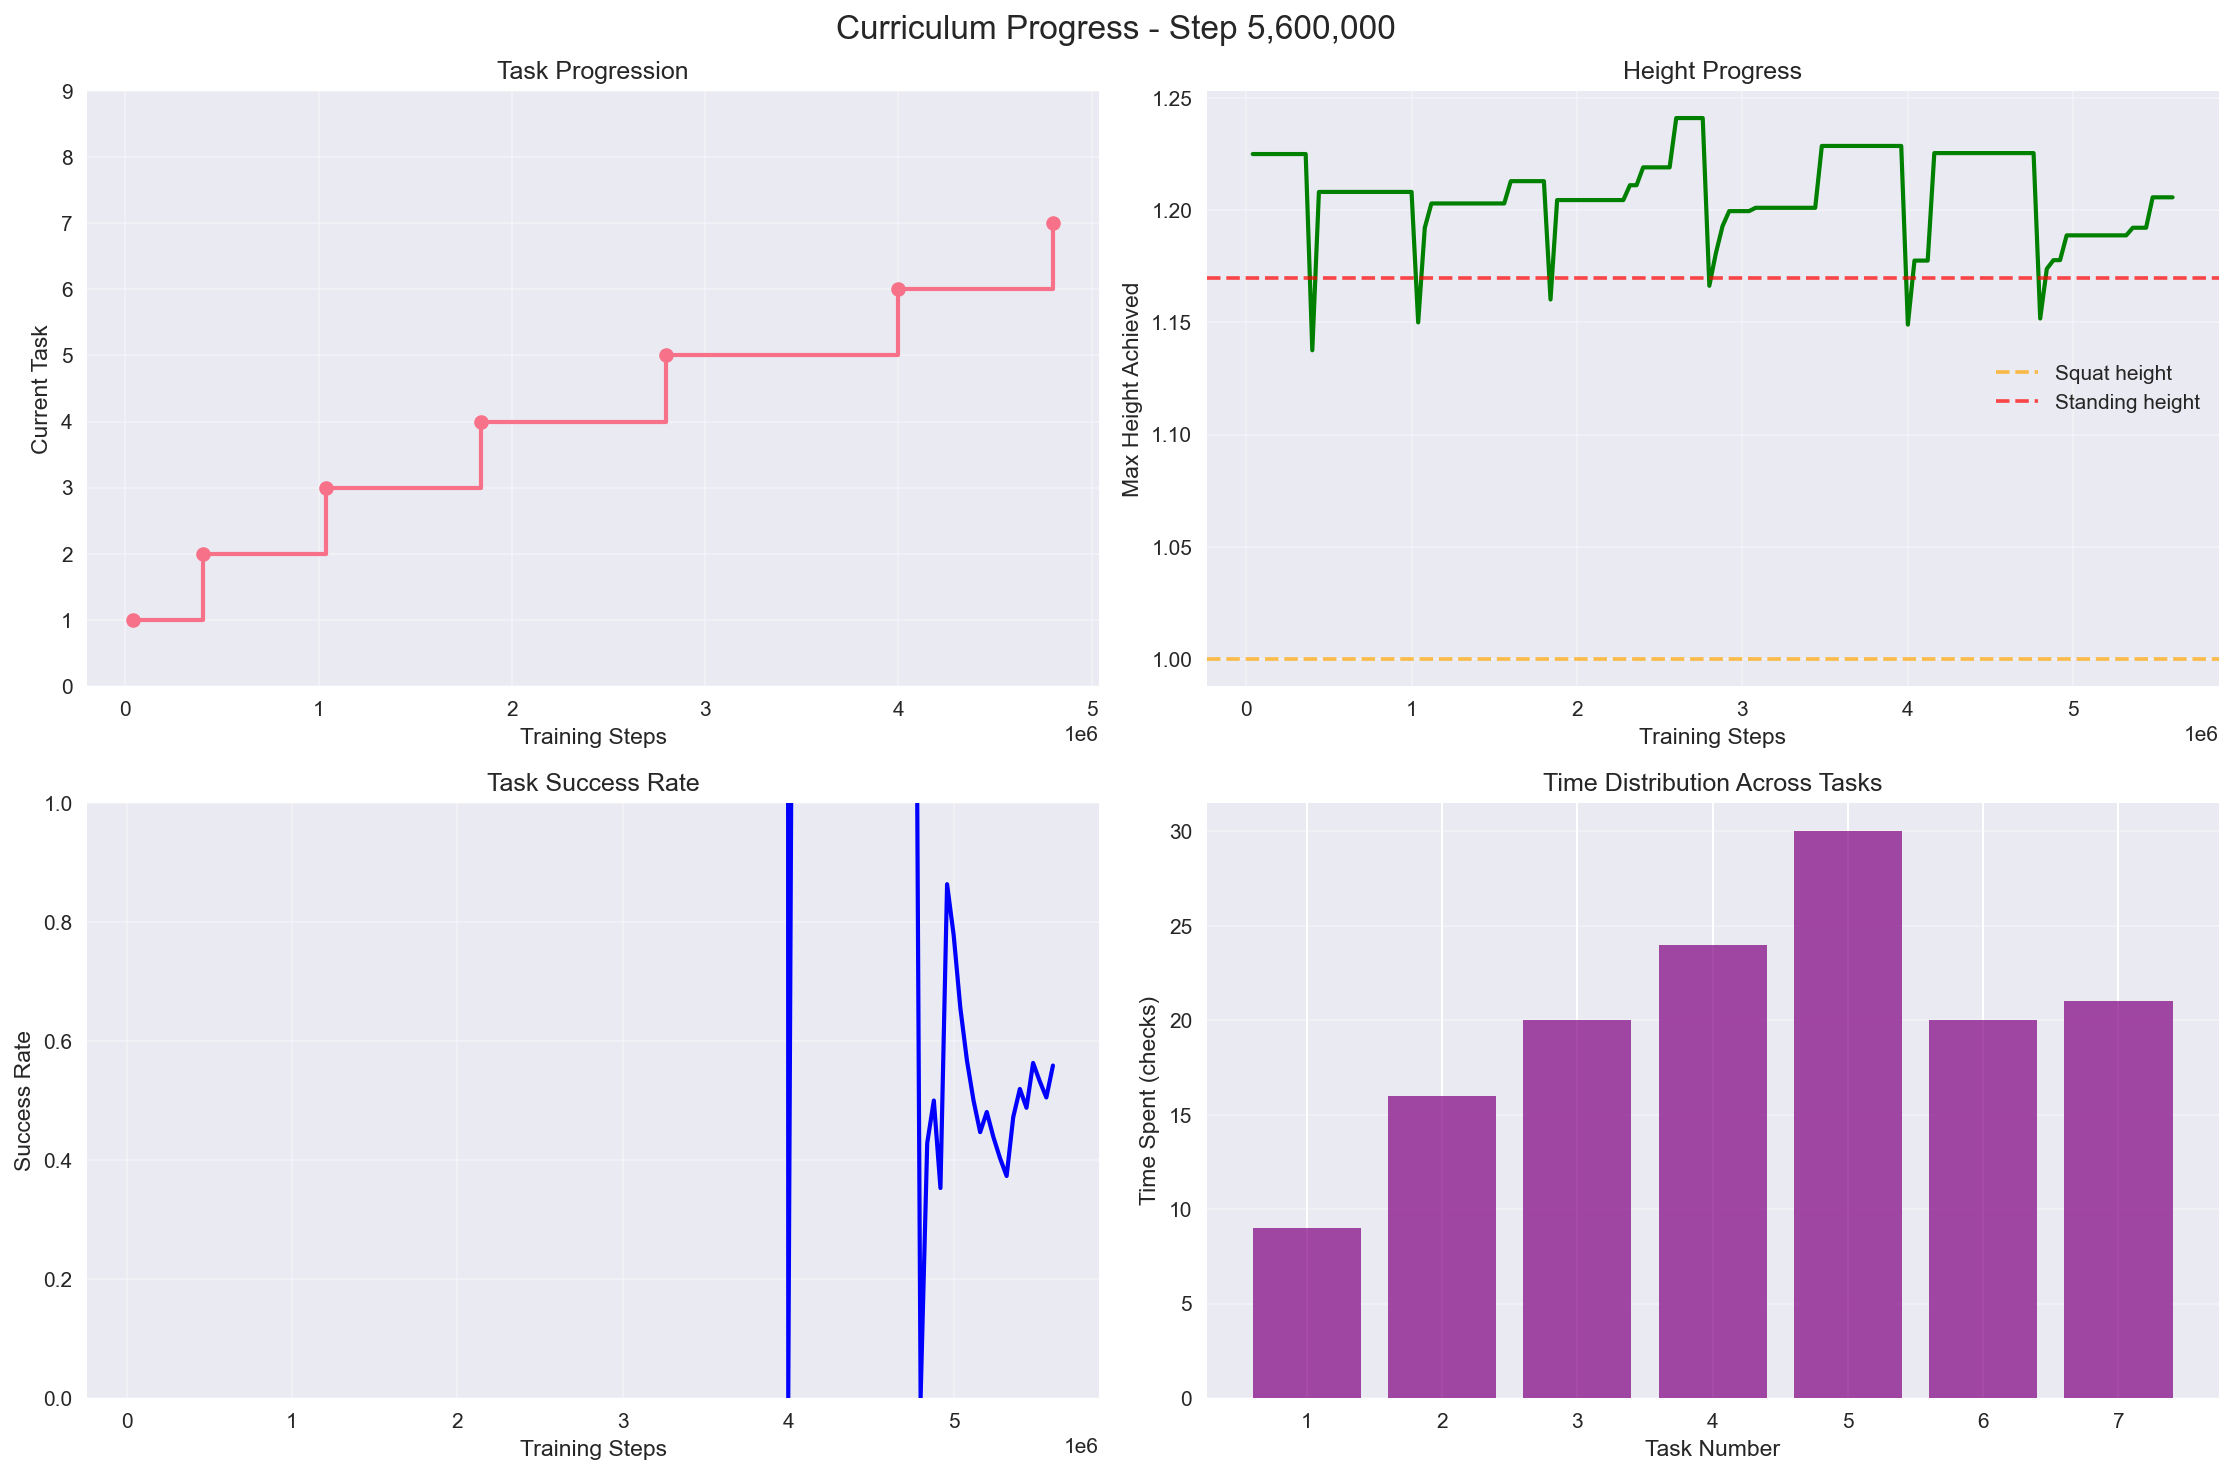 Curriculum Progress - Step 5,600,000
Task Progression
9
8
7
6
5
4
3
2
1
0
Current Task
0 1 2 3 4 5
1e6
Training Steps
Height Progress
1.25
1.20
1.15
1.10
1.05
1.00
Max Height Achieved
Squat height
Standing height
0 1 2 3 4 5
1e6
Training Steps
Task Success Rate
1.0
0.8
0.6
0.4
0.2
0.0
Success Rate
0 1 2 3 4 5
1e6
Training Steps
Time Distribution Across Tasks
30
25
20
15
10
5
0
Time Spent (checks)
1 2 3 4 5 6 7
Task Number